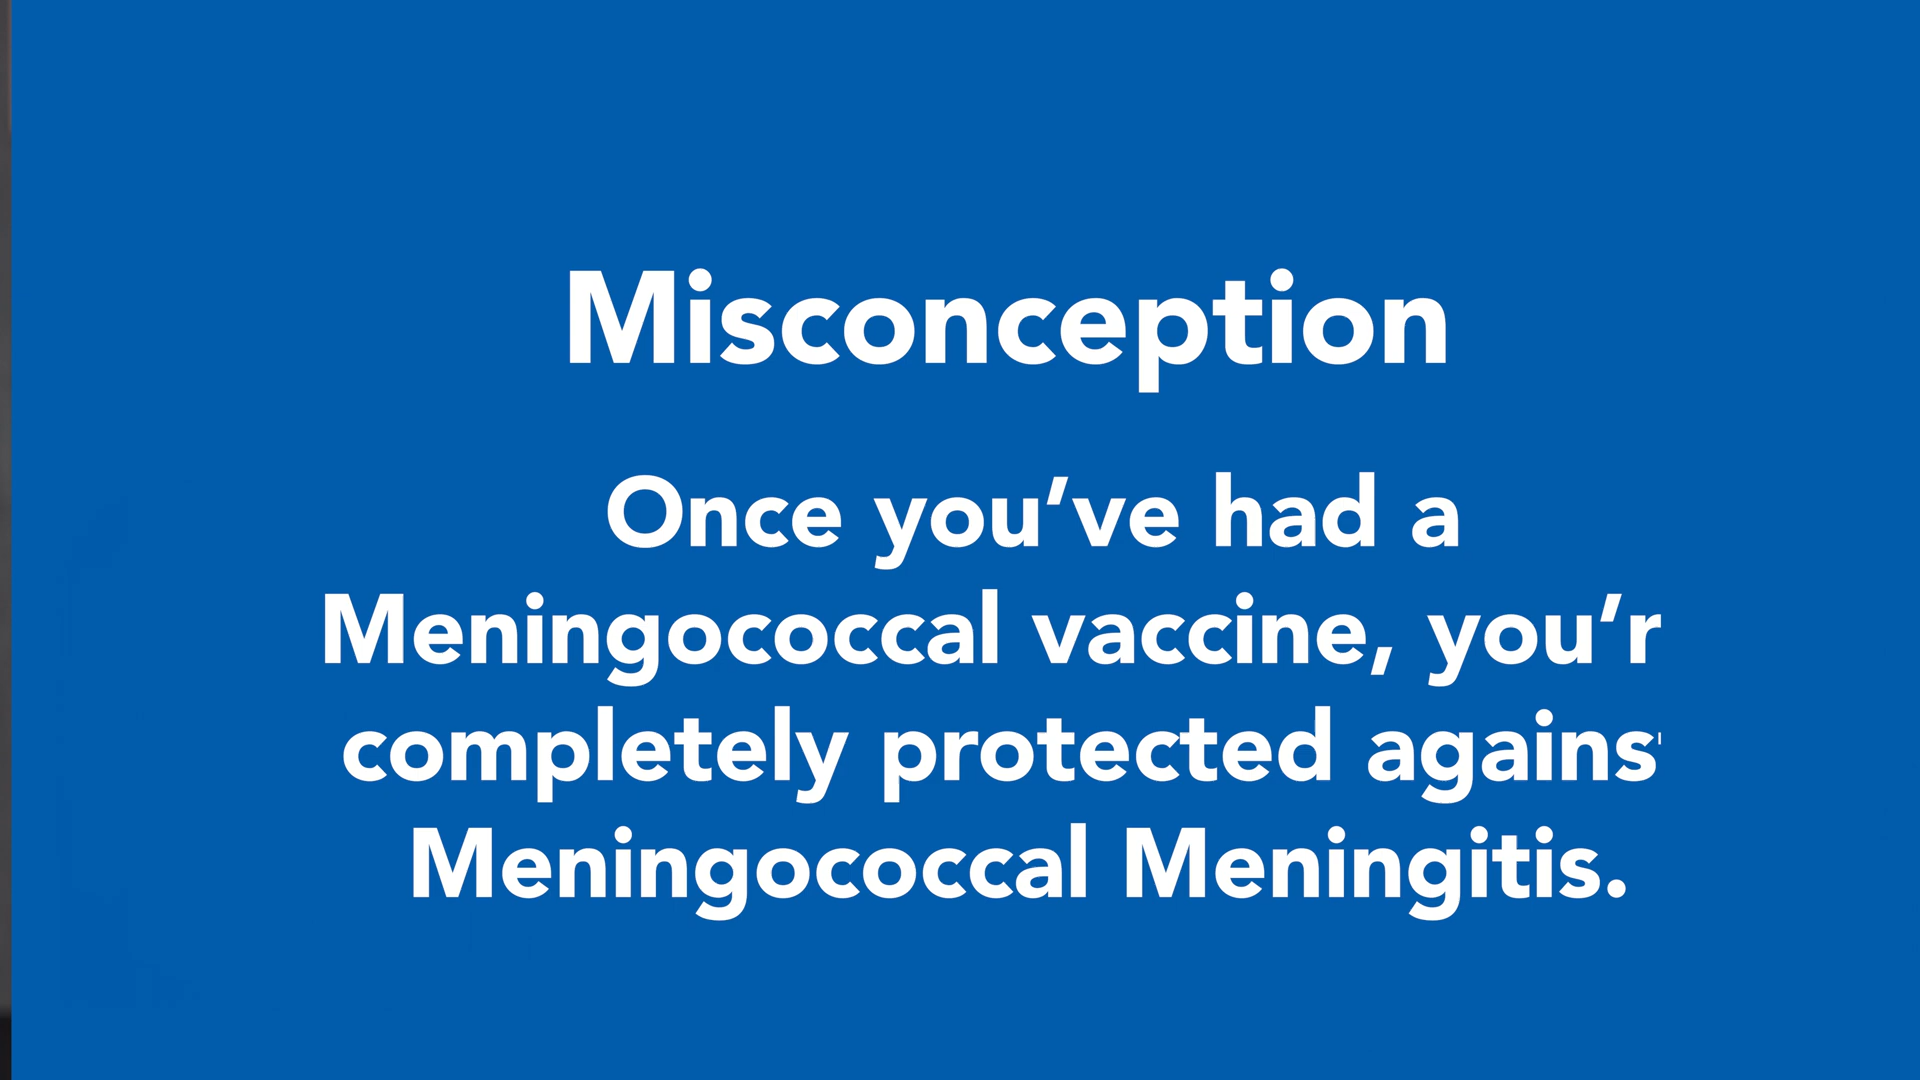 Misconception
Once you’ve had a
Meningococcal vaccine, you’r
completely protected agains
Meningococcal Meningitis.